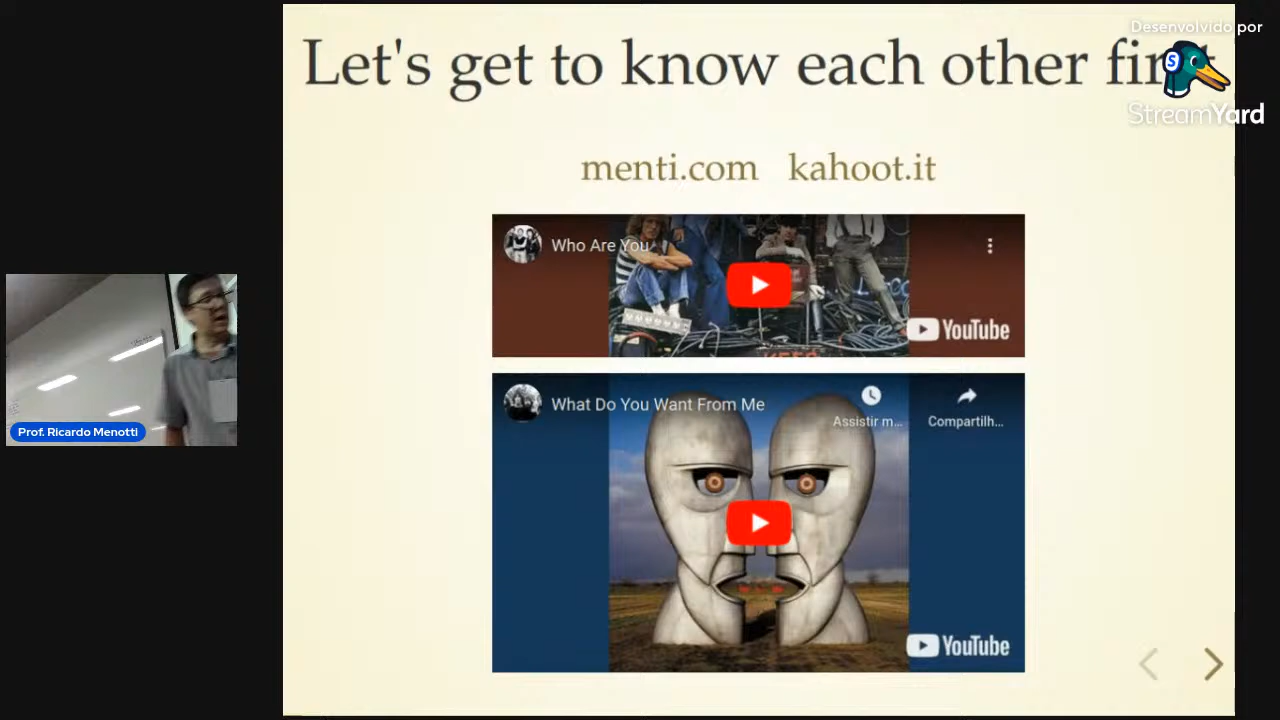 Desenvolvido por
StreamYard
Let's get to know each other first
menti.com kahoot.it
Who Are You
YouTube
What Do You Want From Me
Assistir m...
Compartilh...
YouTube
Prof. Ricardo Menotti